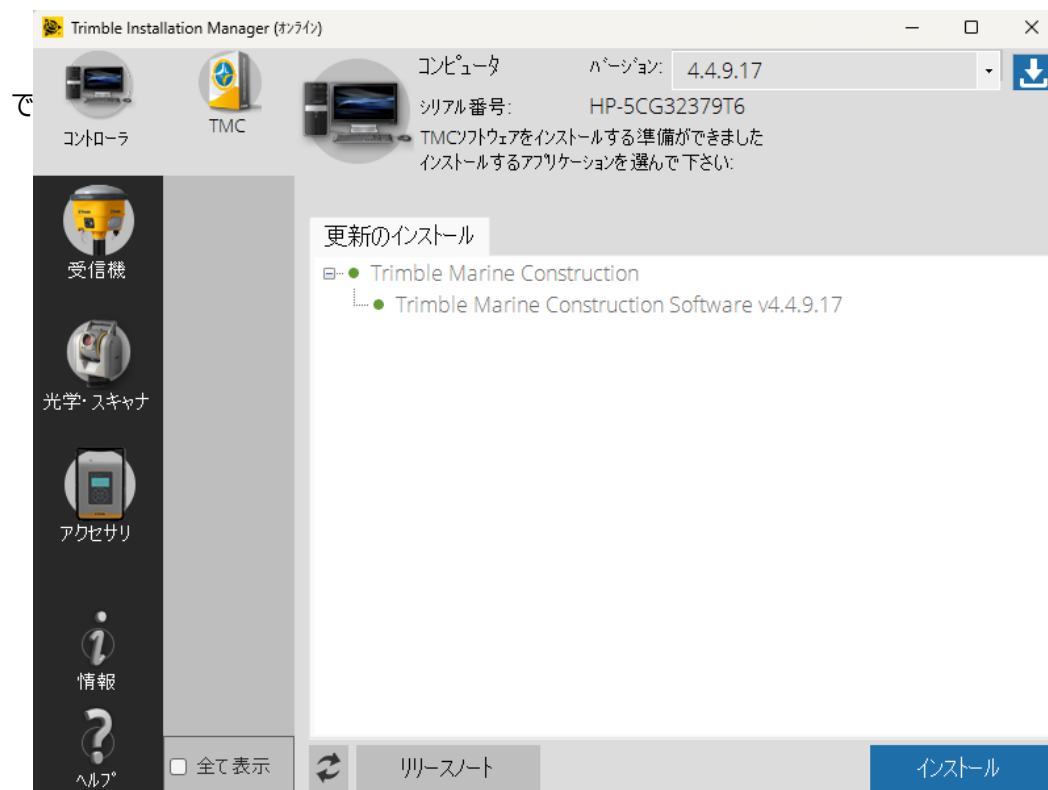 Trimble Installation Manager (オンライン)
で
コントローラ
TMC
コンピュータ
バージョン: 4.4.9.17
シリアル番号: HP-5CG32379T6
TMCソフトウェアをインストールする準備ができました
インストールするアプリケーションを選んで下さい:
受信機
光学・スキャナ
アクセサリ
情報
ヘルプ
更新のインストール
Trimble Marine Construction
Trimble Marine Construction Software v4.4.9.17
全て表示
リリースノート
インストール